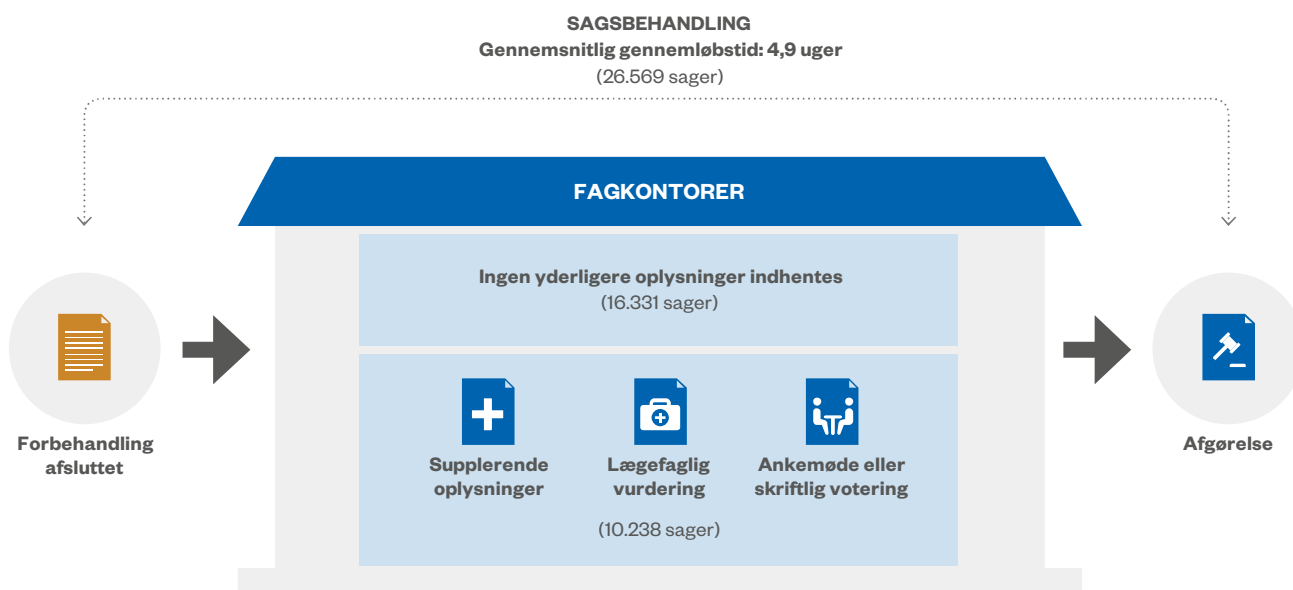 SAGSBEHANDLING
Gennemsnitlig gennemløbstid: 4,9 uger
(26.569 sager)
FAGKONTORER
Ingen yderligere oplysninger indhentes
(16.331 sager)
Forbehandling
afsluttet
Supplerende
oplysninger
Lægefaglig
vurdering
Ankemøde eller
skriftlig votering
(10.238 sager)
Afgørelse